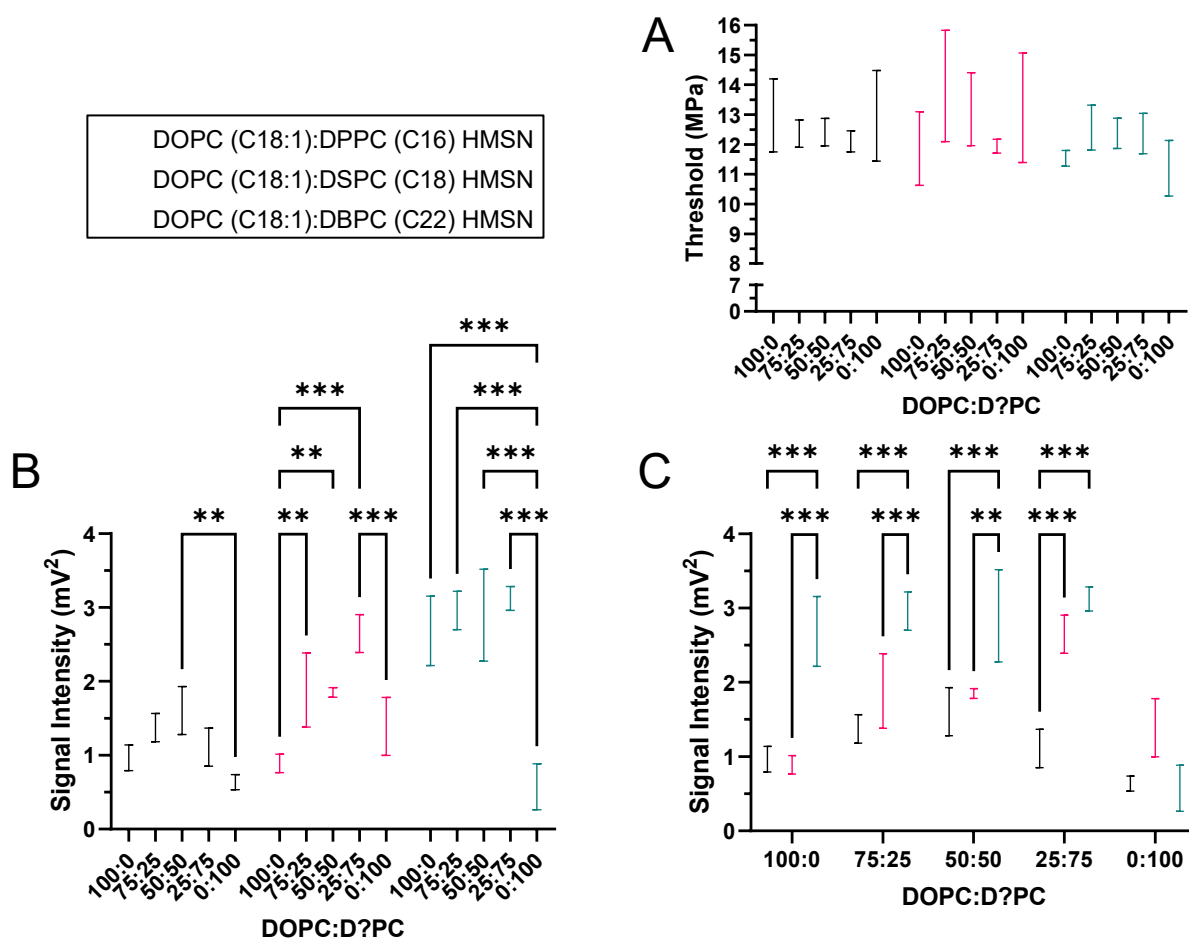 A
16
15
14
13
12
11
10
9
8
7
0
Threshold (MPa)
100:0 75:25 50:50 25:75 0:100 100:0 75:25 50:50 25:75 0:100 100:0 75:25 50:50 25:75 0:100
DOPC:D?PC
DOPC (C18:1):DPPC (C16) HMSN
DOPC (C18:1):DSPC (C18) HMSN
DOPC (C18:1):DBPC (C22) HMSN
B
***
*** ***
** ***
** ** *** ***
4
3
2
1
0
Signal Intensity (mV²)
100:0 75:25 50:50 25:75 0:100 100:0 75:25 50:50 25:75 0:100 100:0 75:25 50:50 25:75 0:100
DOPC:D?PC
C
*** *** *** ***
*** *** ** ***
4
3
2
1
0
Signal Intensity (mV²)
100:0 75:25 50:50 25:75 0:100
DOPC:D?PC